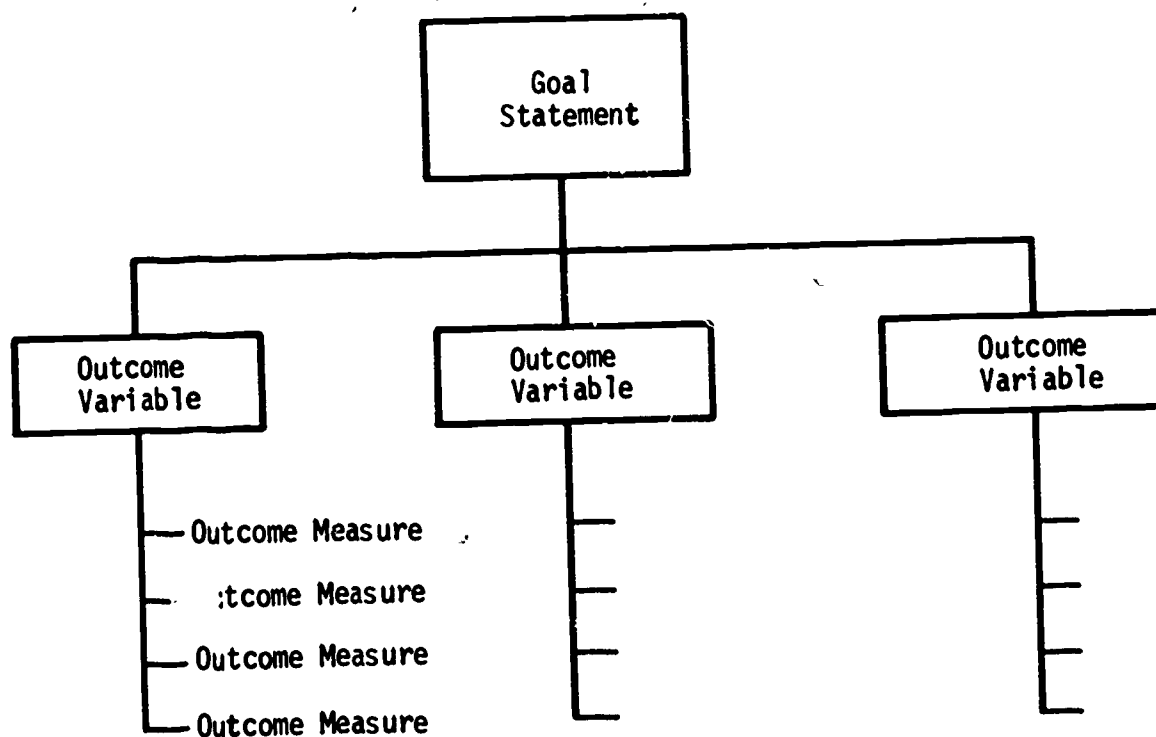 Goal
Statement
Outcome
Variable
Outcome
Variable
Outcome
Variable
Outcome Measure
:tcome Measure
Outcome Measure
Outcome Measure